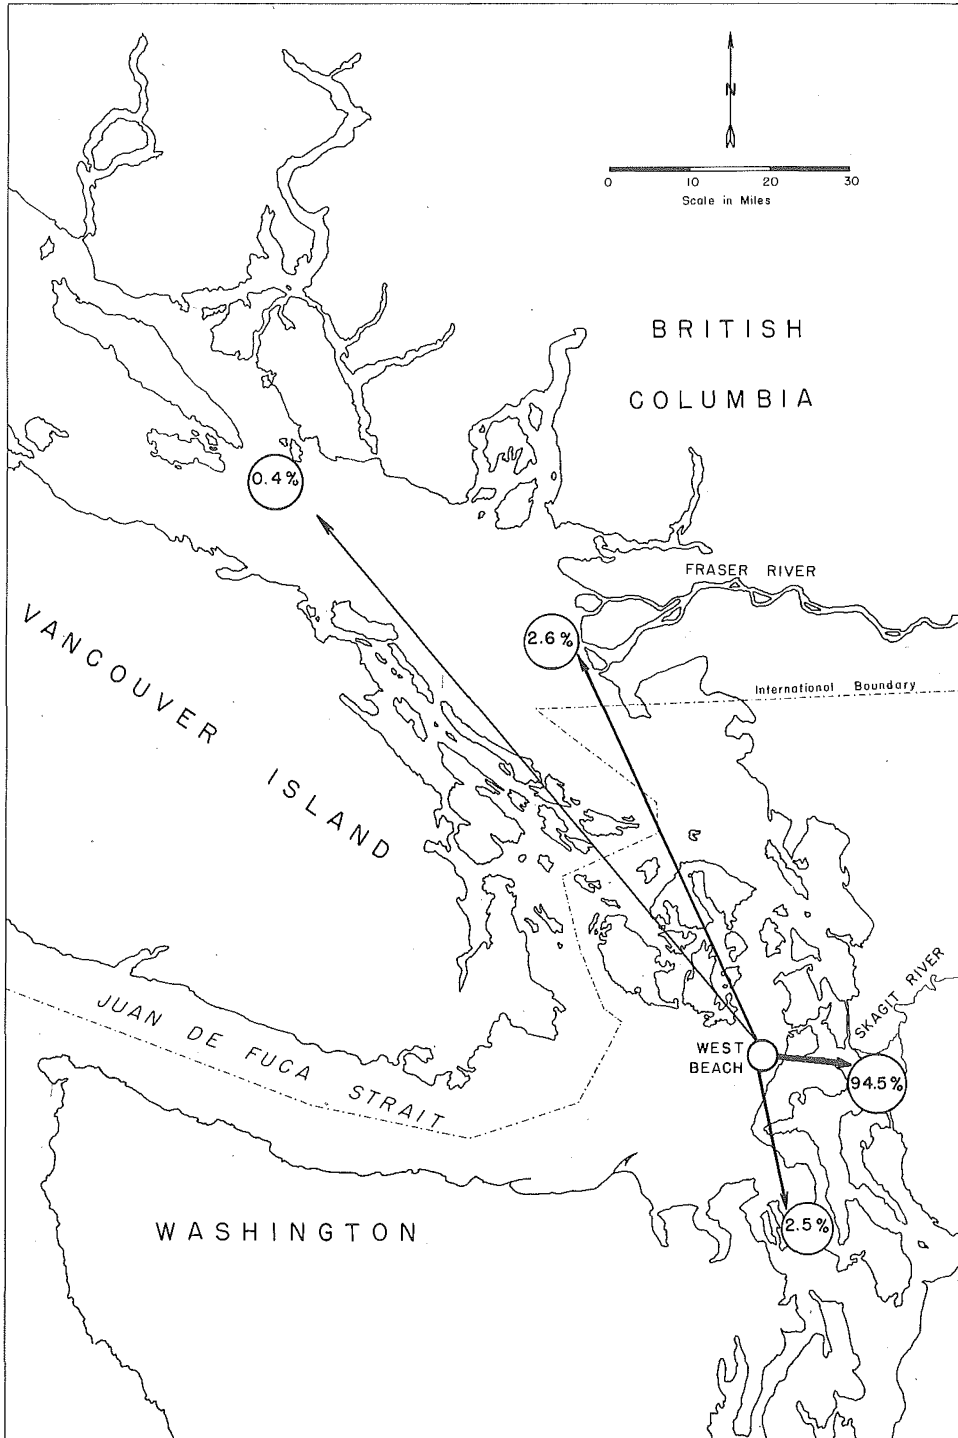 N
0 10 20 30
Scale in Miles
BRITISH
COLUMBIA
0.4%
FRASER RIVER
2.6%
International Boundary
VANCOUVER ISLAND
SKAGIT RIVER
JUAN DE FUCA STRAIT
WEST
BEACH
94.5%
2.5%
WASHINGTON